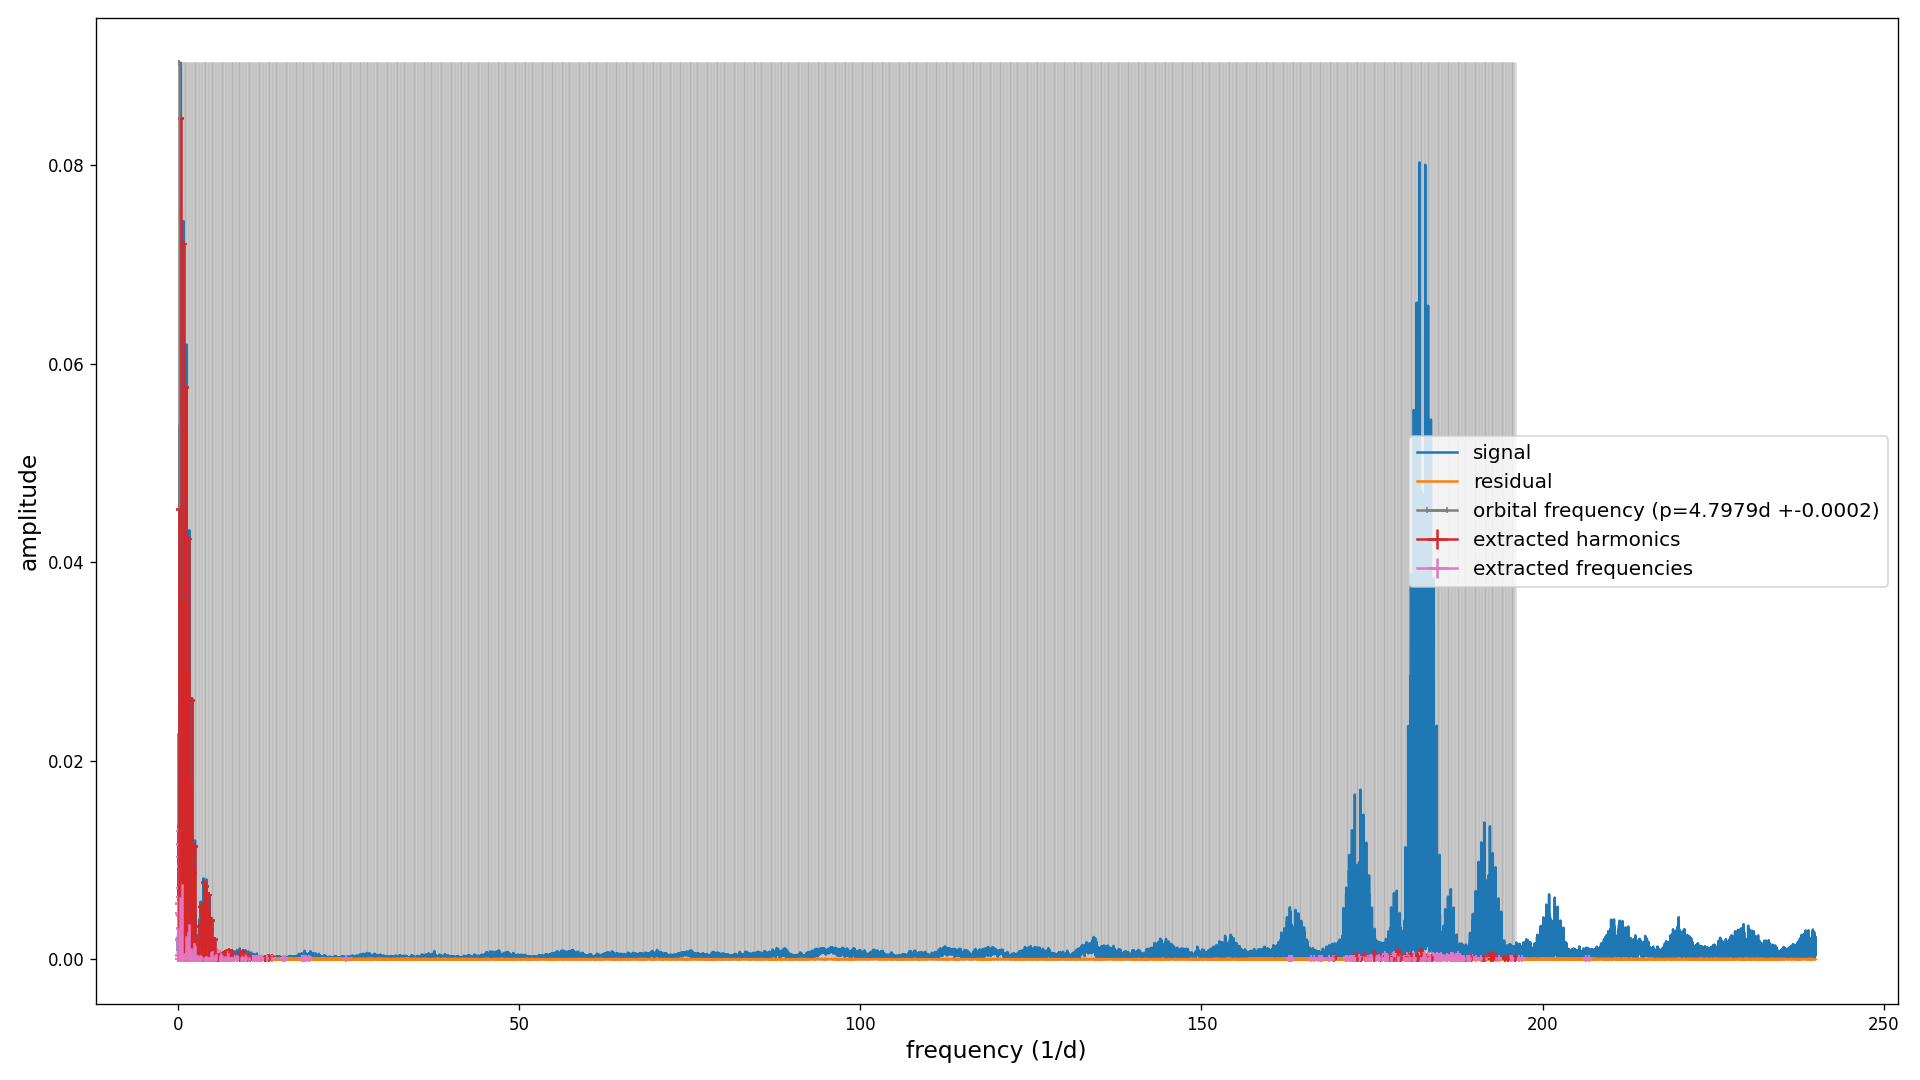 amplitude
0.08
0.06
0.04
0.02
0.00
signal
residual
orbital frequency (p=4.7979d +-0.0002)
extracted harmonics
extracted frequencies
0
50
100
150
200
250
frequency (1/d)